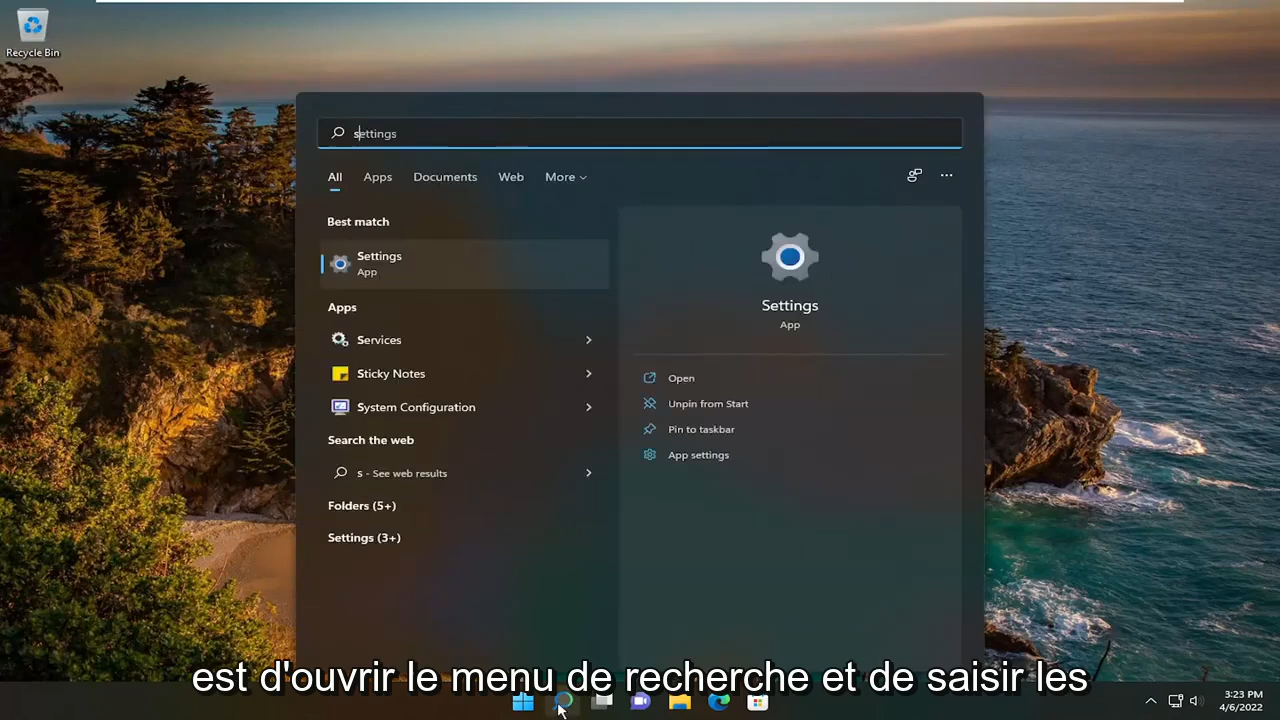 Recycle Bin
settings
All Apps Documents Web More
Best match
Settings
App
Apps
Services
Sticky Notes
System Configuration
Search the web
s - See web results
Folders (5+)
Settings (3+)
Settings
App
Open
Unpin from Start
Pin to taskbar
App settings
est d'ouvrir le menu de recherche et de saisir les
3:23 PM
4/6/2022